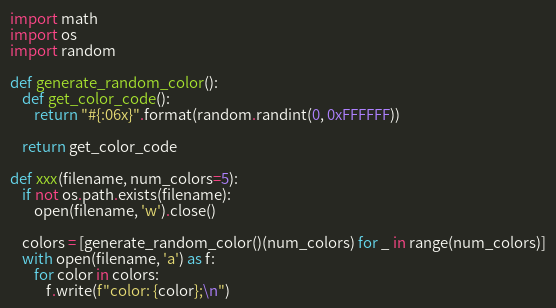 import math
import os
import random

def generate_random_color():
    def get_color_code():
        return "#{:06x}".format(random.randint(0, 0xFFFFFF))

    return get_color_code

def xxx(filename, num_colors=5):
    if not os.path.exists(filename):
        open(filename, 'w').close()

    colors = [generate_random_color()(num_colors) for _ in range(num_colors)]
    with open(filename, 'a') as f:
        for color in colors:
            f.write(f"color: {color};\n")